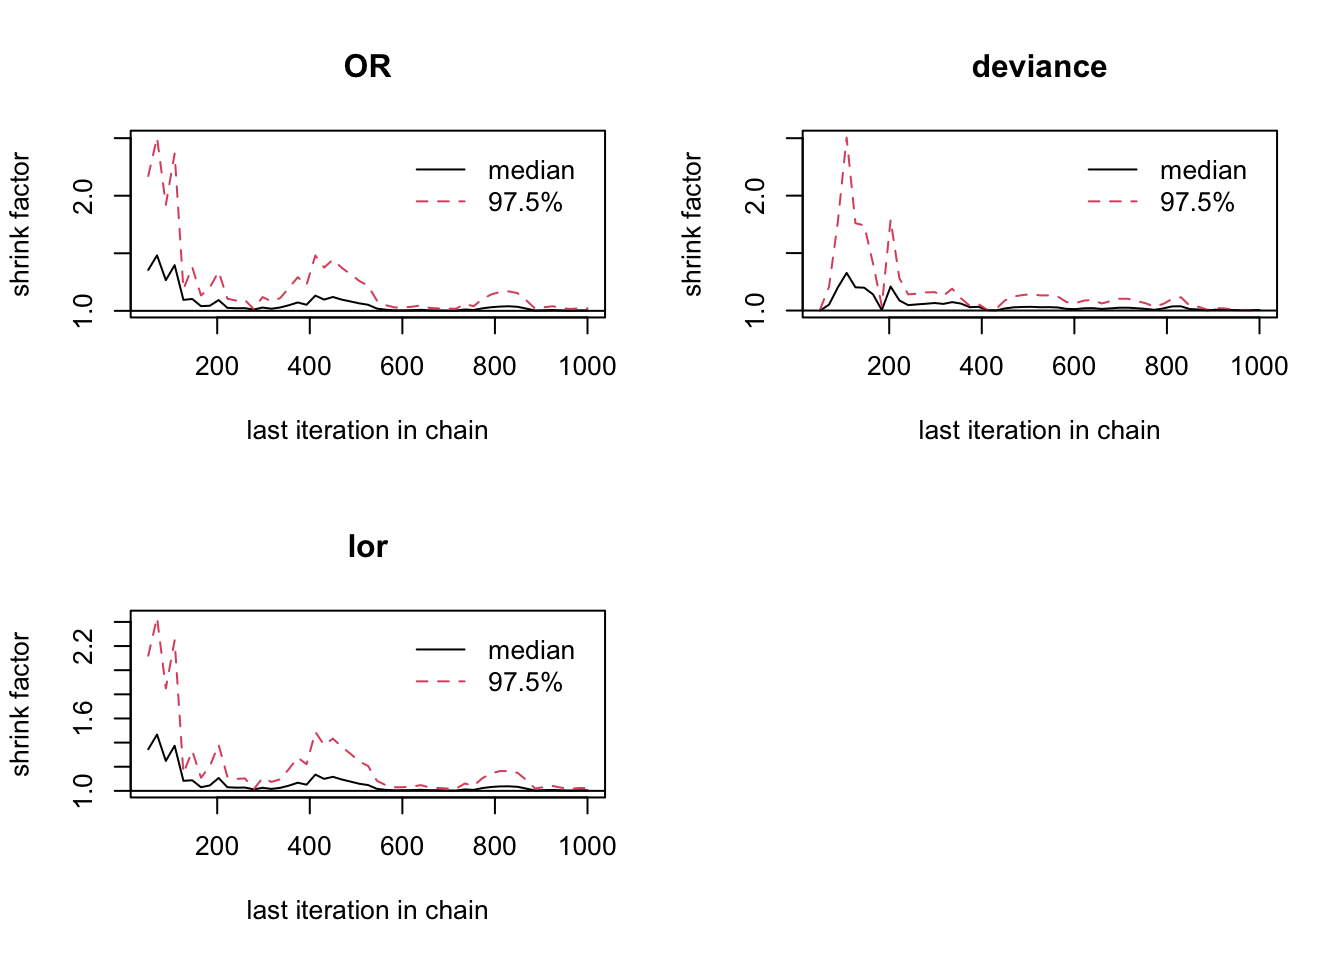 OR
shrink factor
2.0
1.0
median
97.5%
200 400 600 800 1000
last iteration in chain
deviance
shrink factor
2.0
1.0
median
97.5%
200 400 600 800 1000
last iteration in chain
lor
shrink factor
2.2
1.6
1.0
median
97.5%
200 400 600 800 1000
last iteration in chain